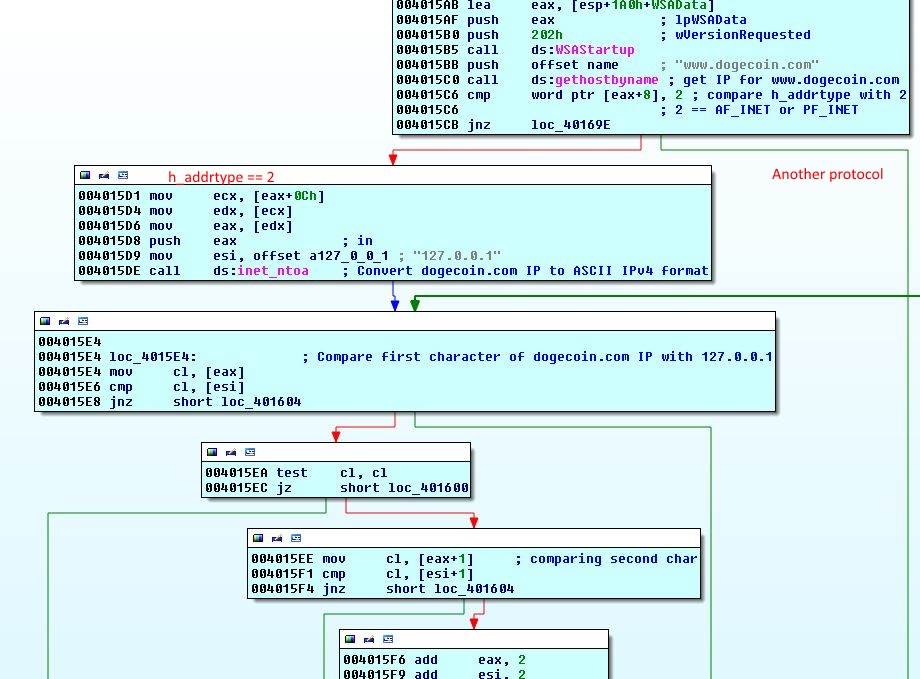 004015AB lea eax, [esp+1A0h+WSAData]
004015AF push eax ; lpWSAData
004015B0 push 202h ; wVersionRequested
004015B5 call ds:WSAStartup
004015BB push offset name ; "www.dogecoin.com"
004015C0 call ds:gethostbyname ; get IP for www.dogecoin.com
004015C6 cmp word ptr [eax+8], 2 ; compare h_addrtype with 2
004015C6 ; 2 == AF_INET or PF_INET
004015CB jnz loc_40169E
h_addrtype == 2
Another protocol
004015D1 mov ecx, [eax+0Ch]
004015D4 mov edx, [ecx]
004015D6 mov eax, [edx]
004015D8 push eax ; in
004015D9 mov esi, offset a127_0_0_1 ; "127.0.0.1"
004015DE call ds:inet_ntoa ; Convert dogecoin.com IP to ASCII IPv4 format
004015E4
004015E4 loc_4015E4: ; Compare first character of dogecoin.com IP with 127.0.0.1
004015E4 mov cl, [eax]
004015E6 cmp cl, [esi]
004015E8 jnz short loc_401604
004015EA test cl, cl
004015EC jz short loc_401600
004015EE mov cl, [eax+1] ; comparing second char
004015F1 cmp cl, [esi+1]
004015F4 jnz short loc_401604
004015F6 add eax, 2
004015F9 add esi, 2